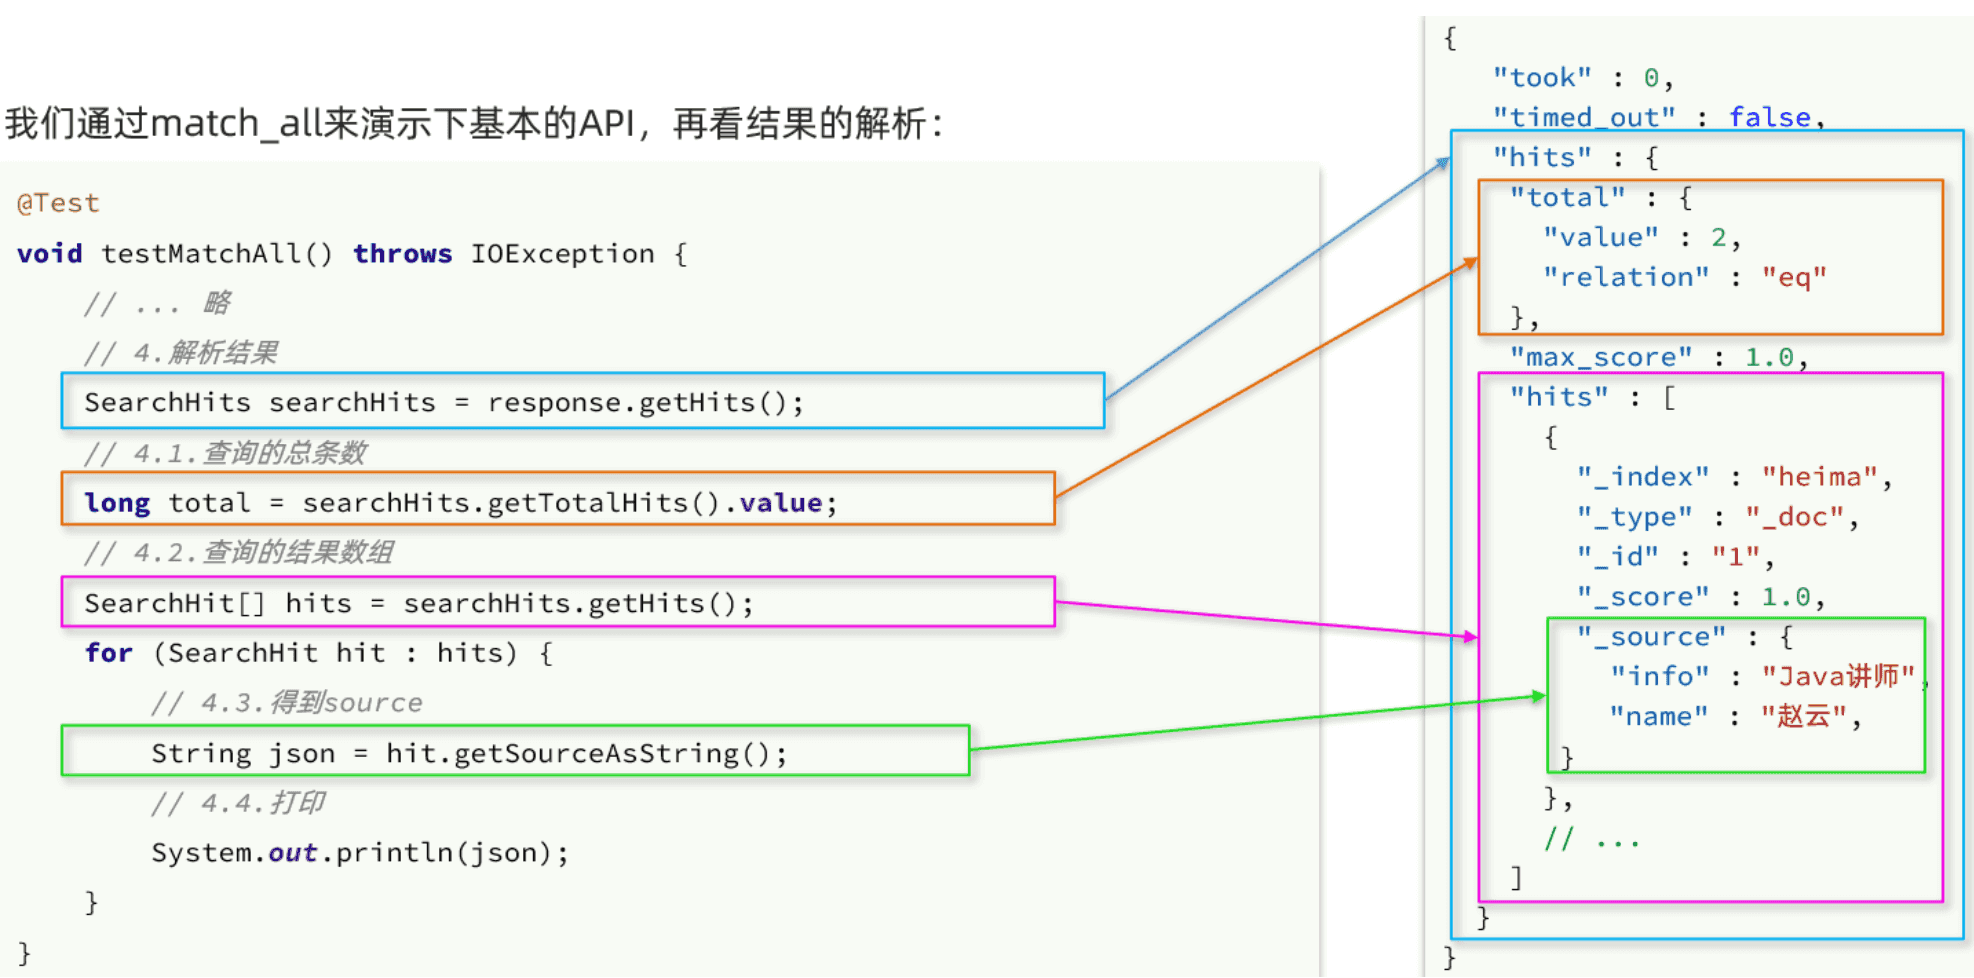 我们通过match_all来演示下基本的API，再看结果的解析：
@Test
void testMatchAll() throws IOException {
    // ... 略
    // 4.解析结果
    SearchHits searchHits = response.getHits();
    // 4.1.查询的总条数
    long total = searchHits.getTotalHits().value;
    // 4.2.查询的结果数组
    SearchHit[] hits = searchHits.getHits();
    for (SearchHit hit : hits) {
        // 4.3.得到source
        String json = hit.getSourceAsString();
        // 4.4.打印
        System.out.println(json);
    }
}
{
  "took" : 0,
  "timed_out" : false,
  "hits" : {
    "total" : {
      "value" : 2,
      "relation" : "eq"
    },
    "max_score" : 1.0,
    "hits" : [
      {
        "_index" : "heima",
        "_type" : "_doc",
        "_id" : "1",
        "_score" : 1.0,
        "_source" : {
          "info" : "Java讲师",
          "name" : "赵云",
        }
      },
      // ...
    ]
  }
}